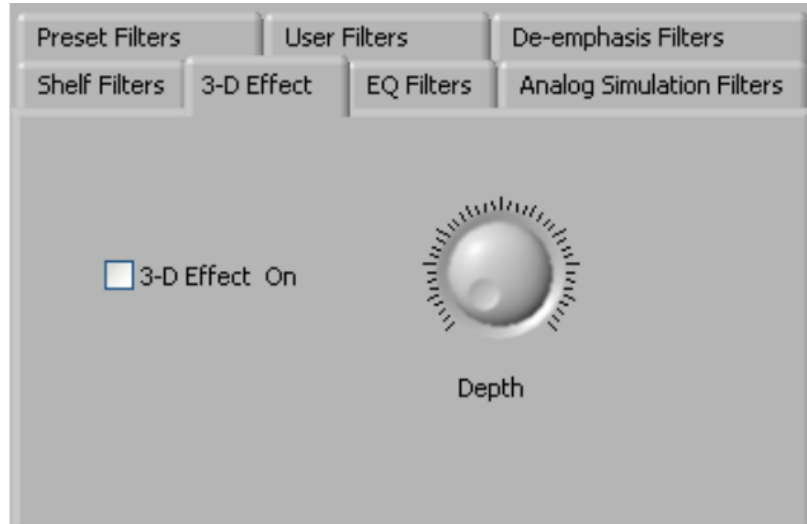 Preset Filters User Filters De-emphasis Filters
Shelf Filters 3-D Effect EQ Filters Analog Simulation Filters
3-D Effect On
Depth